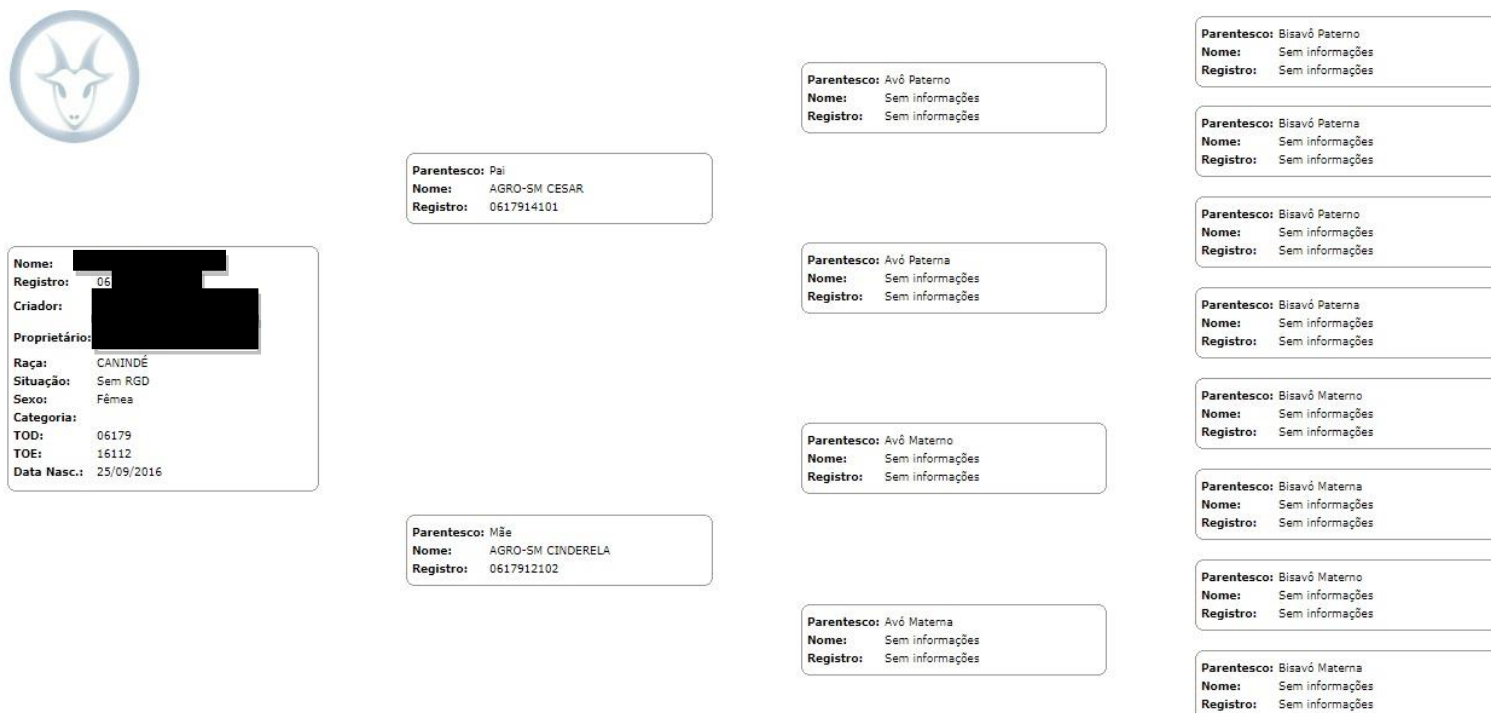 Nome:
Registro: 06
Criador:
Proprietário:
Raça: CANINDÉ
Situação: Sem RGD
Sexo: Fêmea
Categoria:
TOD: 06179
TOE: 16112
Data Nasc.: 25/09/2016
Parentesco: Pai
Nome: AGRO-SM CESAR
Registro: 0617914101
Parentesco: Mãe
Nome: AGRO-SM CINDERELA
Registro: 0617912102
Parentesco: Avô Paterno
Nome: Sem informações
Registro: Sem informações
Parentesco: Avó Paterna
Nome: Sem informações
Registro: Sem informações
Parentesco: Avô Materno
Nome: Sem informações
Registro: Sem informações
Parentesco: Avó Materna
Nome: Sem informações
Registro: Sem informações
Parentesco: Bisavô Paterno
Nome: Sem informações
Registro: Sem informações
Parentesco: Bisavó Paterna
Nome: Sem informações
Registro: Sem informações
Parentesco: Bisavô Paterno
Nome: Sem informações
Registro: Sem informações
Parentesco: Bisavó Paterna
Nome: Sem informações
Registro: Sem informações
Parentesco: Bisavô Materno
Nome: Sem informações
Registro: Sem informações
Parentesco: Bisavó Materna
Nome: Sem informações
Registro: Sem informações
Parentesco: Bisavô Materno
Nome: Sem informações
Registro: Sem informações
Parentesco: Bisavó Materna
Nome: Sem informações
Registro: Sem informações